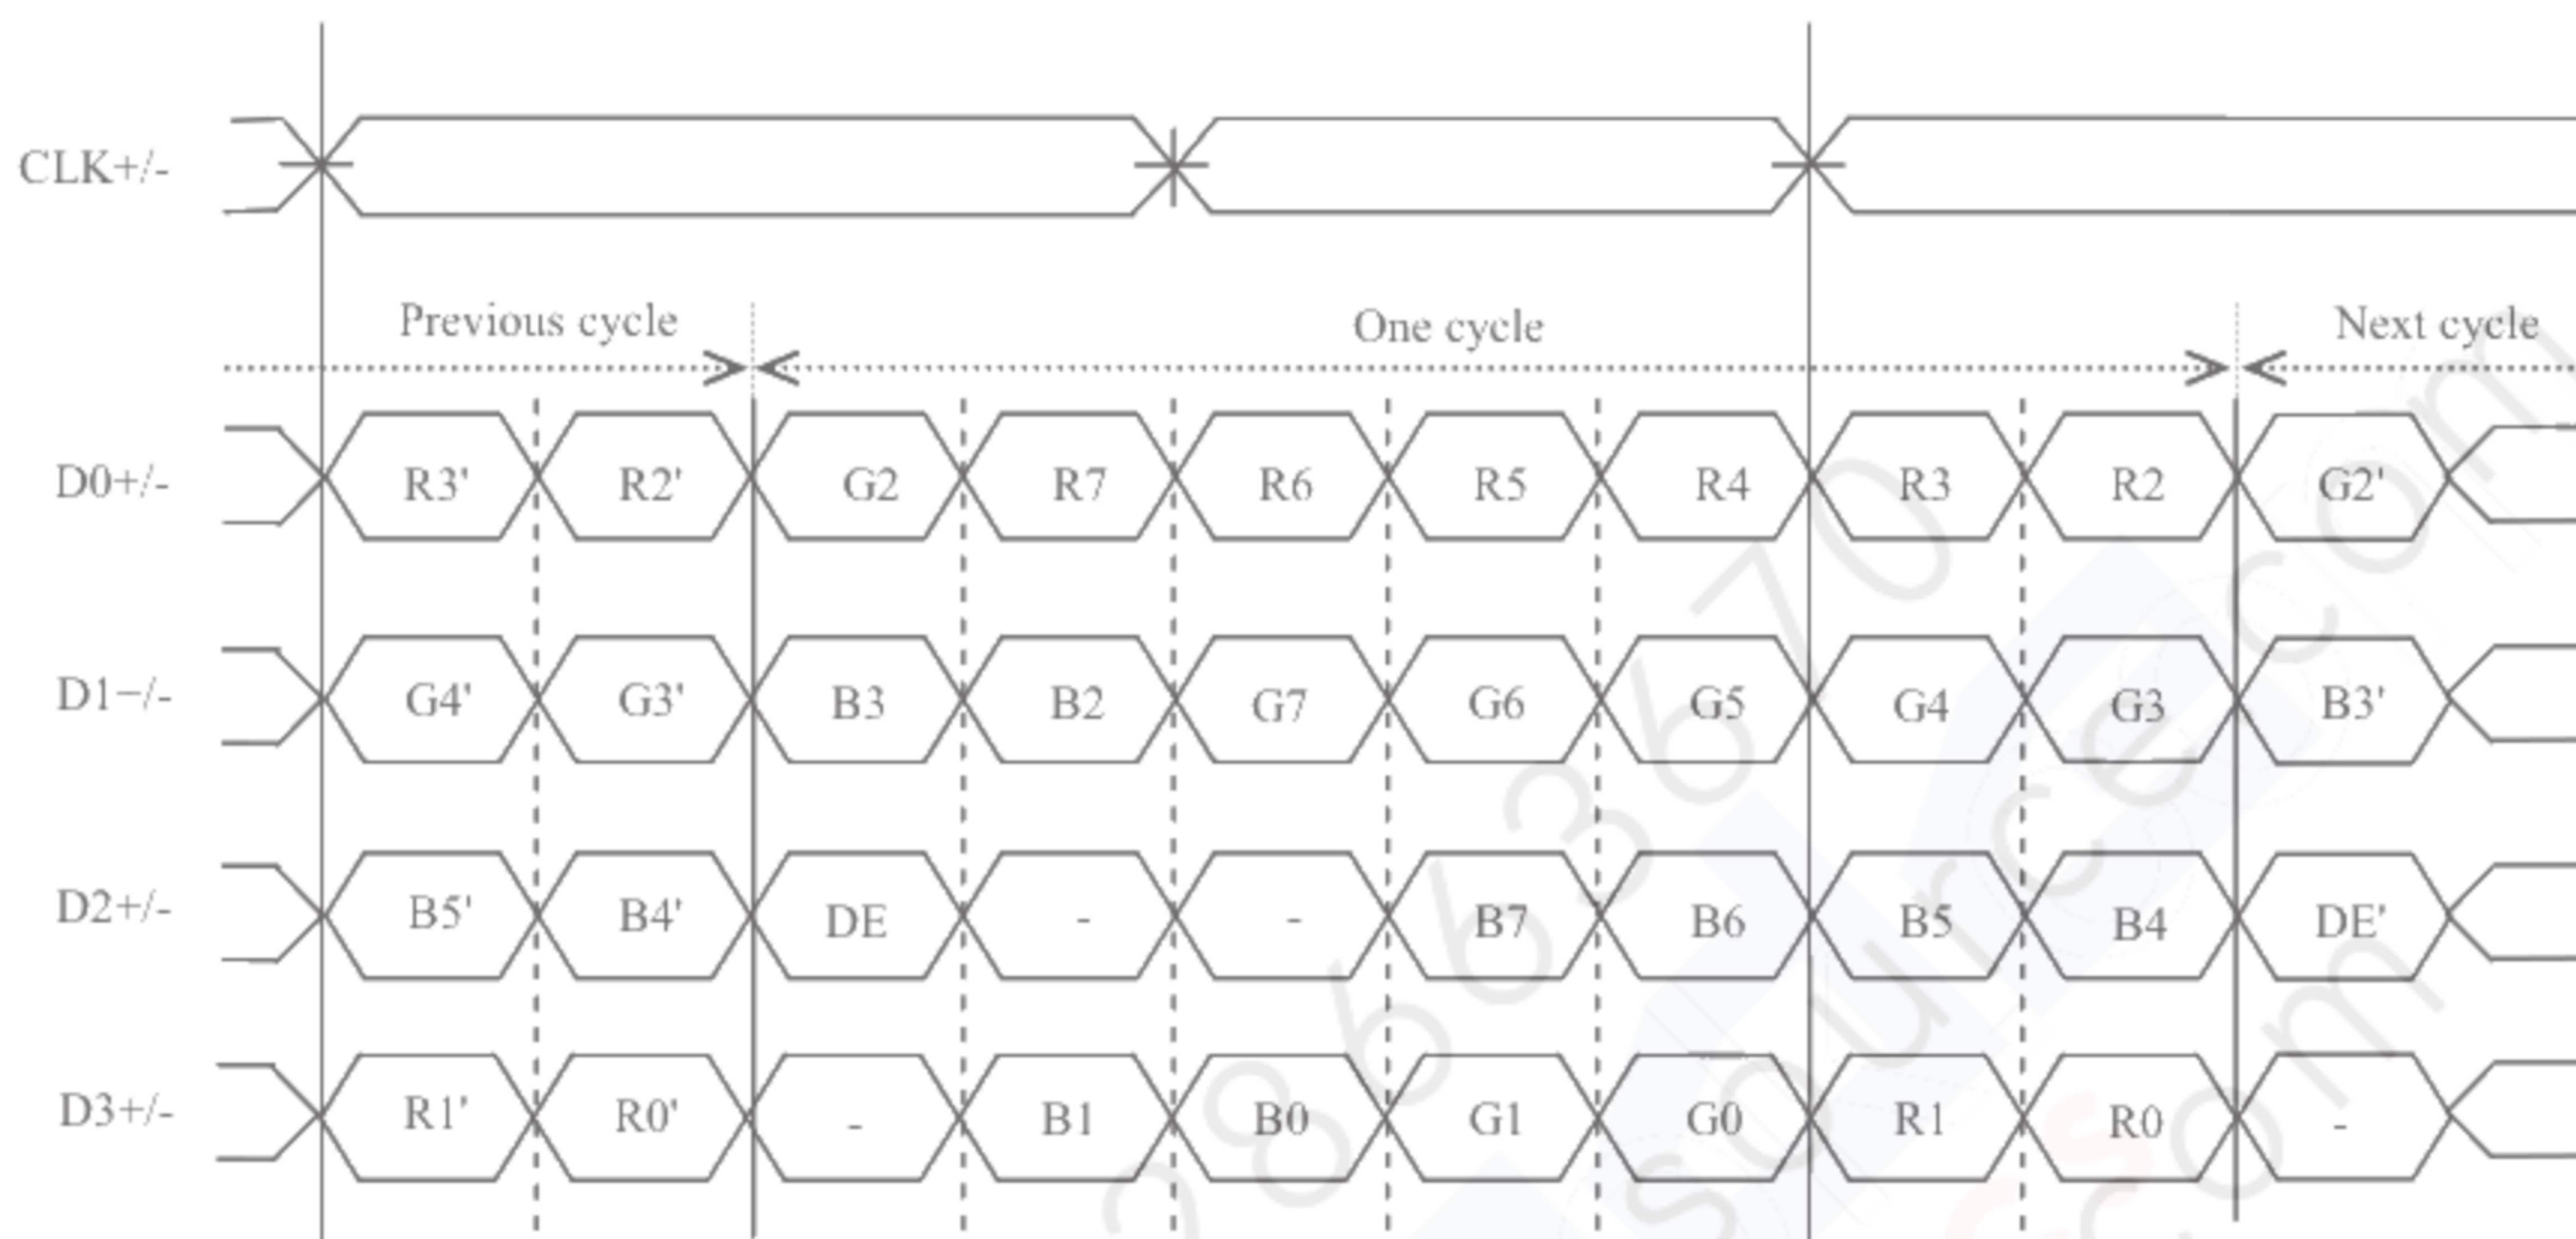 CLK+/-
Previous cycle One cycle Next cycle
D0+/- R3' R2' G2 R7 R6 R5 R4 R3 R2 G2'
D1−/- G4' G3' B3 B2 G7 G6 G5 G4 G3 B3'
D2+/- B5' B4' DE - - B7 B6 B5 B4 DE'
D3+/- R1' R0' - B1 B0 G1 G0 R1 R0 -